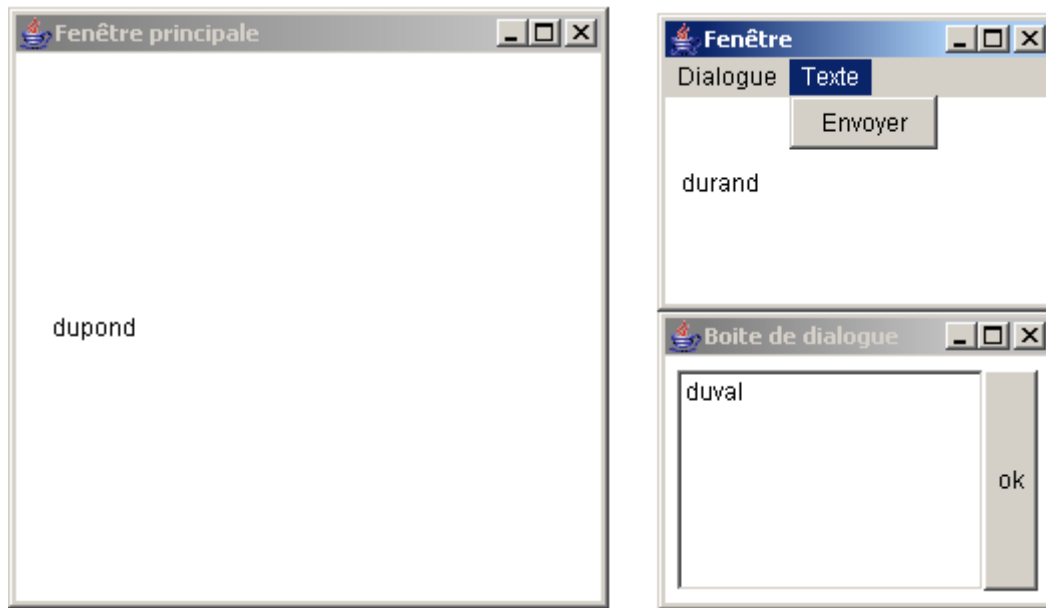 Fenêtre principale
dupond
Fenêtre
Dialogue Texte
Envoyer
durand
Boite de dialogue
duval
ok